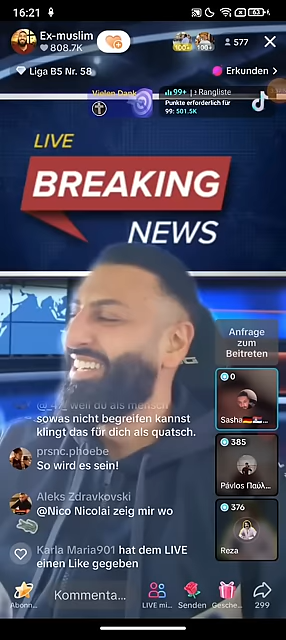 16:21
63
Ex-muslim
808.7K
100+
100+
577
Liga B5 Nr. 58
Erkunden >
Vielen Dank
99+ | Rangliste
Punkte erforderlich für
99: 501.5K
LIVE
BREAKING
NEWS
Anfrage
zum
Beitreten
0
Sasha
385
Pávlos Παύλ...
376
Reza
weil du als mensch
sowas nicht begreifen kannst
klingt das für dich als quatsch.
prsnc.phoebe
So wird es sein!
Aleks Zdravkovski
@Nico Nicolai zeig mir wo
Karla Maria901 hat dem LIVE
einen Like gegeben
Abonn...
Kommenta...
LIVE mi...
Senden
Gesche...
299